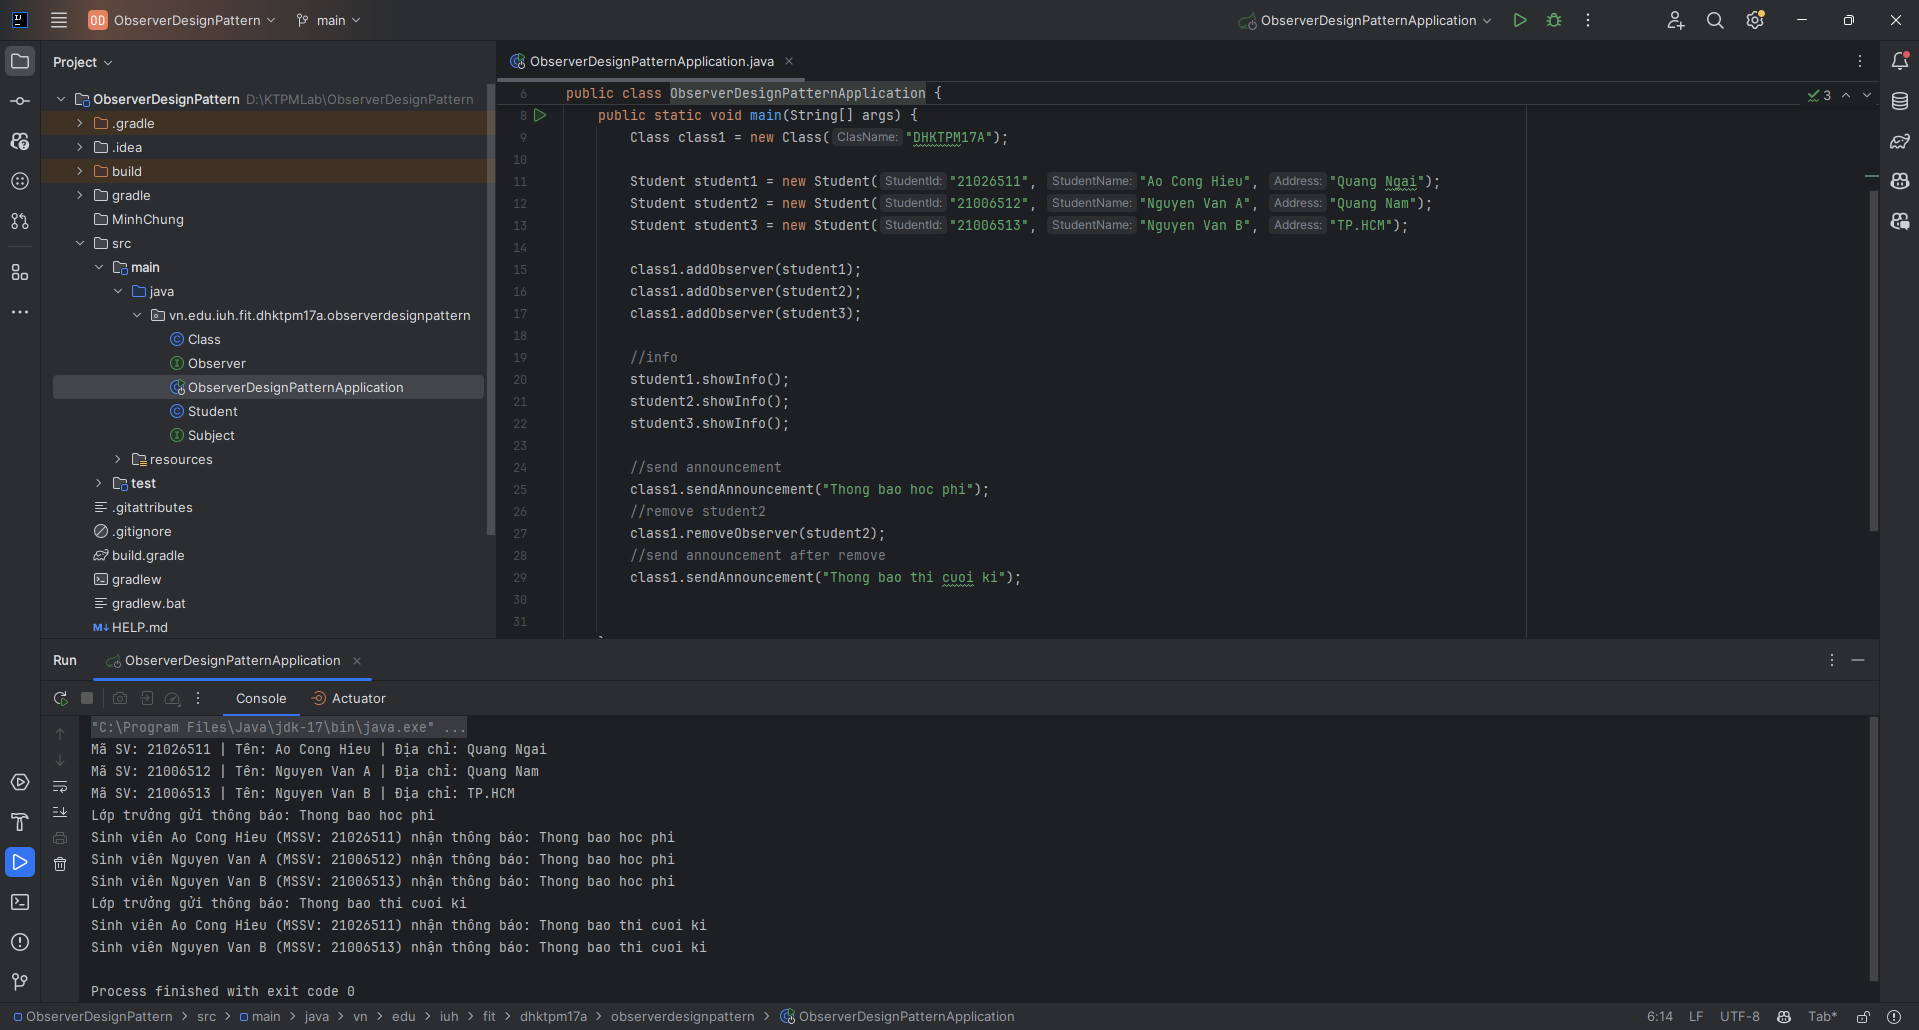 OD ObserverDesignPattern main ObserverDesignPatternApplication
Project
ObserverDesignPattern D:\KTPMLab\ObserverDesignPattern
.gradle
.idea
build
gradle
MinhChung
src
main
java
vn.edu.iuh.fit.dhktpm17a.observerdesignpattern
Class
Observer
ObserverDesignPatternApplication
Student
Subject
resources
test
.gitattributes
.gitignore
build.gradle
gradlew
gradlew.bat
HELP.md
ObserverDesignPatternApplication.java
3
6 public class ObserverDesignPatternApplication {
8 public static void main(String[] args) {
9 Class class1 = new Class( ClasName: "DHKTPM17A");
10
11 Student student1 = new Student( StudentId: "21026511", StudentName: "Ao Cong Hieu", Address: "Quang Ngai");
12 Student student2 = new Student( StudentId: "21006512", StudentName: "Nguyen Van A", Address: "Quang Nam");
13 Student student3 = new Student( StudentId: "21006513", StudentName: "Nguyen Van B", Address: "TP.HCM");
14
15 class1.addObserver(student1);
16 class1.addObserver(student2);
17 class1.addObserver(student3);
18
19 //info
20 student1.showInfo();
21 student2.showInfo();
22 student3.showInfo();
23
24 //send announcement
25 class1.sendAnnouncement("Thong bao hoc phi");
26 //remove student2
27 class1.removeObserver(student2);
28 //send announcement after remove
29 class1.sendAnnouncement("Thong bao thi cuoi ki");
30
31
Run ObserverDesignPatternApplication
Console Actuator
"C:\Program Files\Java\jdk-17\bin\java.exe" ...
Mã SV: 21026511 | Tên: Ao Cong Hieu | Địa chỉ: Quang Ngai
Mã SV: 21006512 | Tên: Nguyen Van A | Địa chỉ: Quang Nam
Mã SV: 21006513 | Tên: Nguyen Van B | Địa chỉ: TP.HCM
Lớp trưởng gửi thông báo: Thong bao hoc phi
Sinh viên Ao Cong Hieu (MSSV: 21026511) nhận thông báo: Thong bao hoc phi
Sinh viên Nguyen Van A (MSSV: 21006512) nhận thông báo: Thong bao hoc phi
Sinh viên Nguyen Van B (MSSV: 21006513) nhận thông báo: Thong bao hoc phi
Lớp trưởng gửi thông báo: Thong bao thi cuoi ki
Sinh viên Ao Cong Hieu (MSSV: 21026511) nhận thông báo: Thong bao thi cuoi ki
Sinh viên Nguyen Van B (MSSV: 21006513) nhận thông báo: Thong bao thi cuoi ki
Process finished with exit code 0
ObserverDesignPattern > src > main > java > vn > edu > iuh > fit > dhktpm17a > observerdesignpattern > ObserverDesignPatternApplication 6:14 LF UTF-8 Tab*